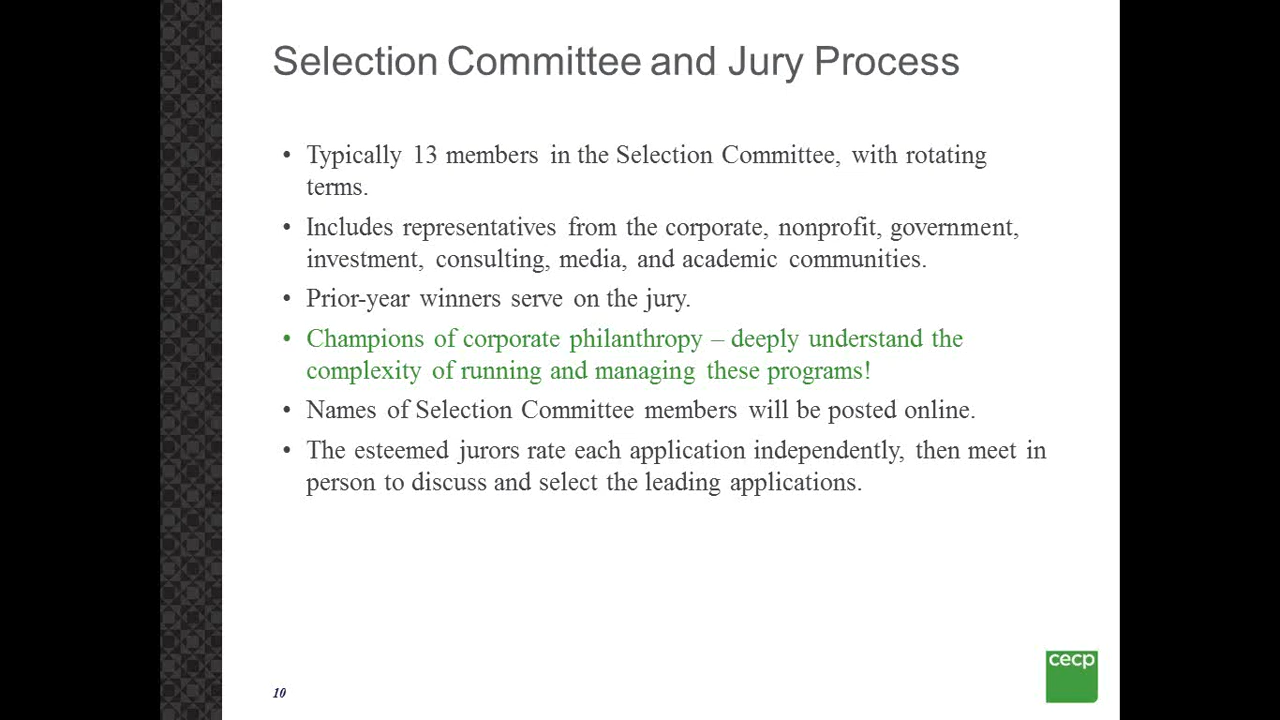 Selection Committee and Jury Process
• Typically 13 members in the Selection Committee, with rotating
terms.
• Includes representatives from the corporate, nonprofit, government,
investment, consulting, media, and academic communities.
• Prior-year winners serve on the jury.
• Champions of corporate philanthropy – deeply understand the
complexity of running and managing these programs!
• Names of Selection Committee members will be posted online.
• The esteemed jurors rate each application independently, then meet in
person to discuss and select the leading applications.
cecp
10